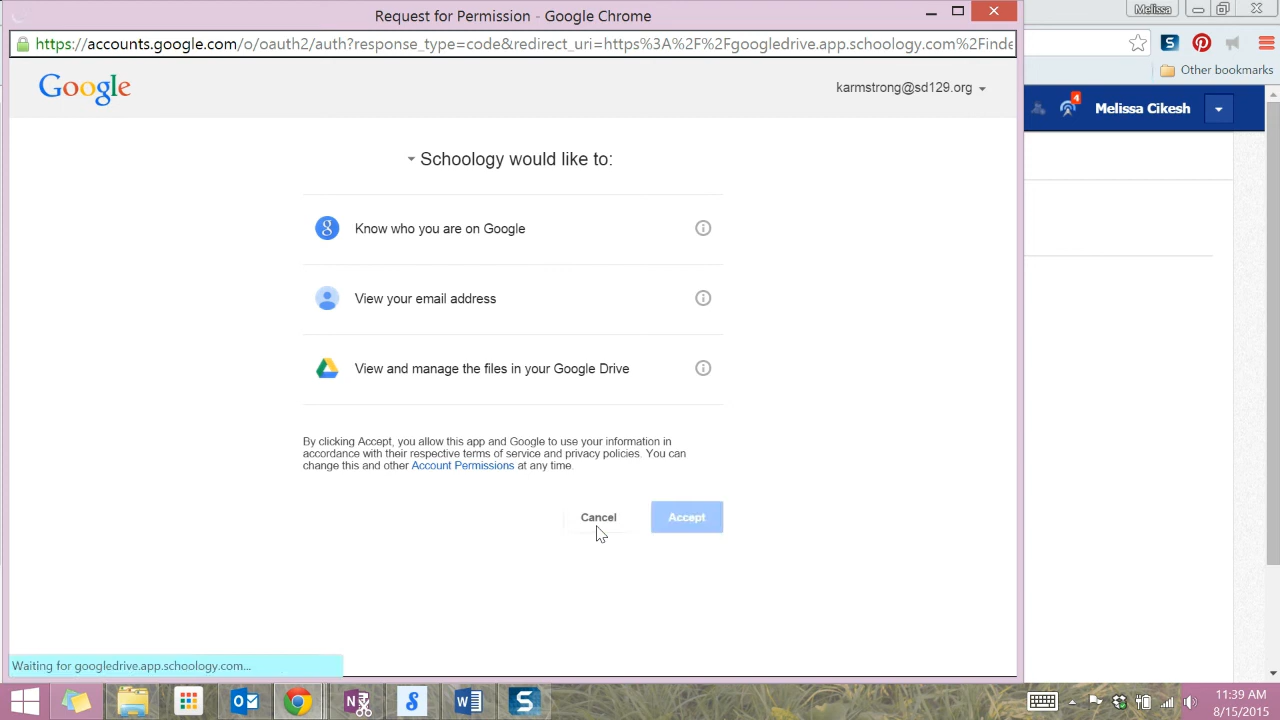 Request for Permission - Google Chrome
Melissa
https://accounts.google.com/o/oauth2/auth?response_type=code&redirect_uri=https%3A%2F%2Fgoogledrive.app.schoology.com%2Finde
Other bookmarks
Google
karmstrong@sd129.org
4
Melissa Cikesh
Schoology would like to:
Know who you are on Google
View your email address
View and manage the files in your Google Drive
By clicking Accept, you allow this app and Google to use your information in
accordance with their respective terms of service and privacy policies. You can
change this and other Account Permissions at any time.
Cancel
Accept
Waiting for googledrive.app.schoology.com...
11:39 AM
8/15/2015